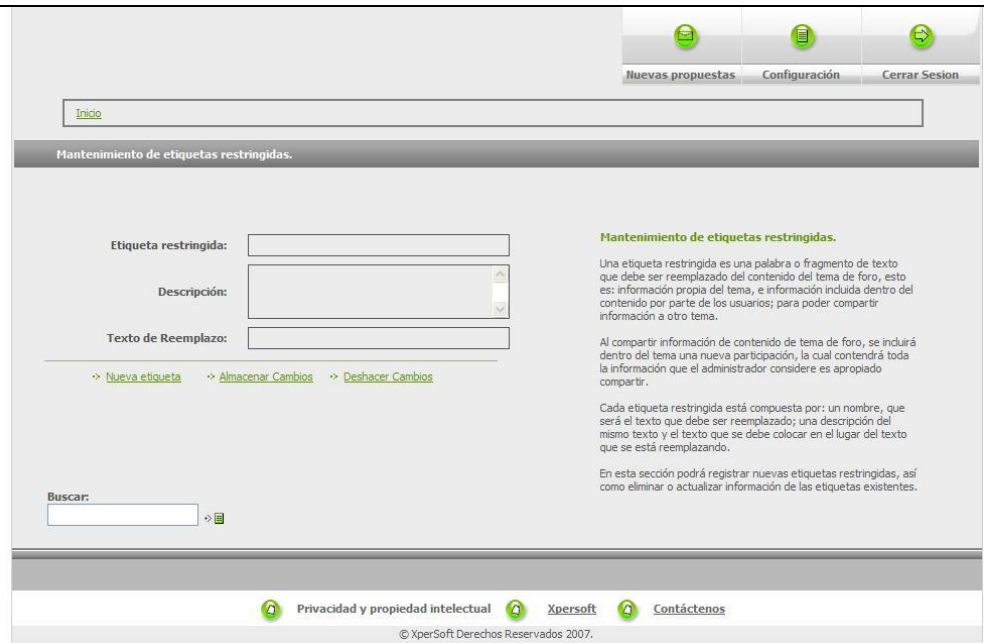 Nuevas propuestas Configuración Cerrar Sesion
Inicio
Mantenimiento de etiquetas restringidas.
Etiqueta restringida:
Descripción:
Texto de Reemplazo:
Nueva etiqueta Almacenar Cambios Deshacer Cambios
Buscar:
Mantenimiento de etiquetas restringidas.
Una etiqueta restringida es una palabra o fragmento de texto
que debe ser reemplazado del contenido del tema de foro, esto
es: información propia del tema, e información incluida dentro del
contenido por parte de los usuarios; para poder compartir
información a otro tema.
Al compartir información de contenido de tema de foro, se incluirá
dentro del tema una nueva participación, la cual contendrá toda
la información que el administrador considere es apropiado
compartir.
Cada etiqueta restringida está compuesta por: un nombre, que
será el texto que debe ser reemplazado; una descripción del
mismo texto y el texto que se debe colocar en el lugar del texto
que se está reemplazando.
En esta sección podrá registrar nuevas etiquetas restringidas, así
como eliminar o actualizar información de las etiquetas existentes.
Privacidad y propiedad intelectual Xpersoft Contáctenos
© XperSoft Derechos Reservados 2007.